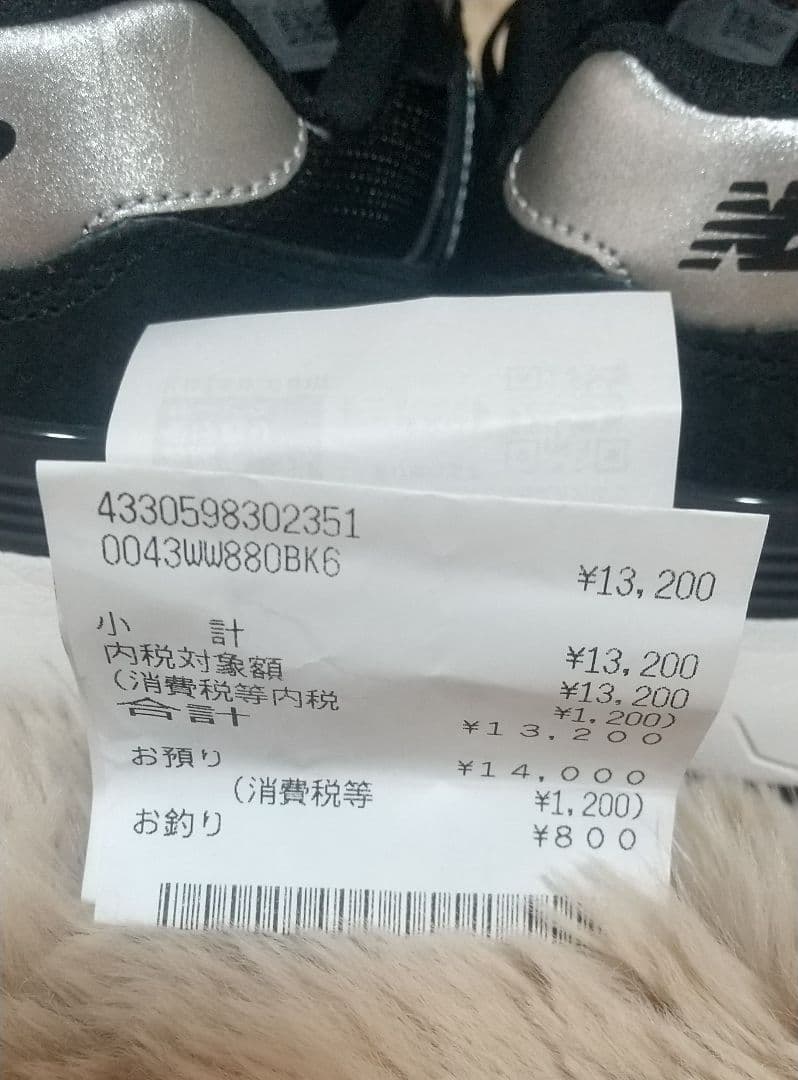 4330598302351
0043WW880BK6
¥13,200
小　計 ¥13,200
内税対象額 ¥13,200
(消費税等内税 ¥1,200)
合計 ¥13,200
お預り ¥14,000
(消費税等 ¥1,200)
お釣り ¥800